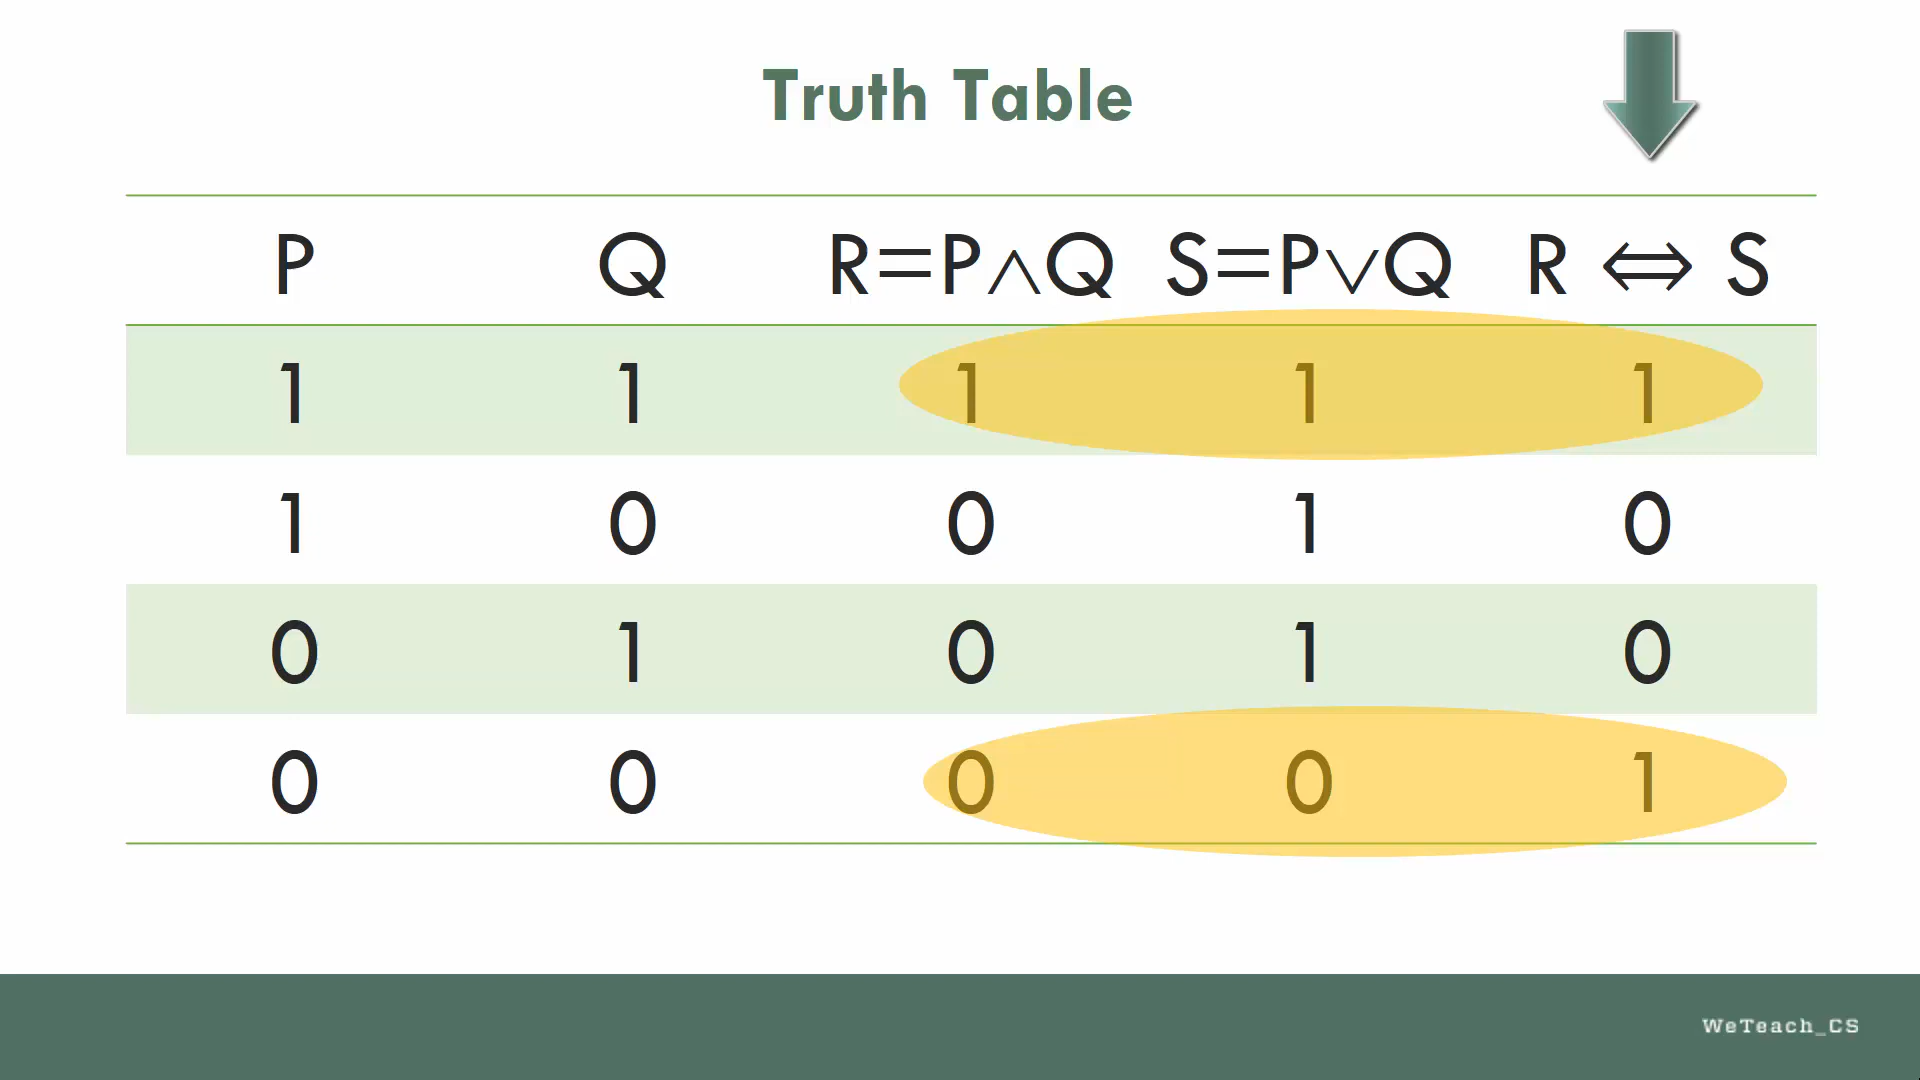 Truth Table
P Q R=P∧Q S=P∨Q R ⇔ S
1 1 1 1 1
1 0 0 1 0
0 1 0 1 0
0 0 0 0 1
WeTeach_CS